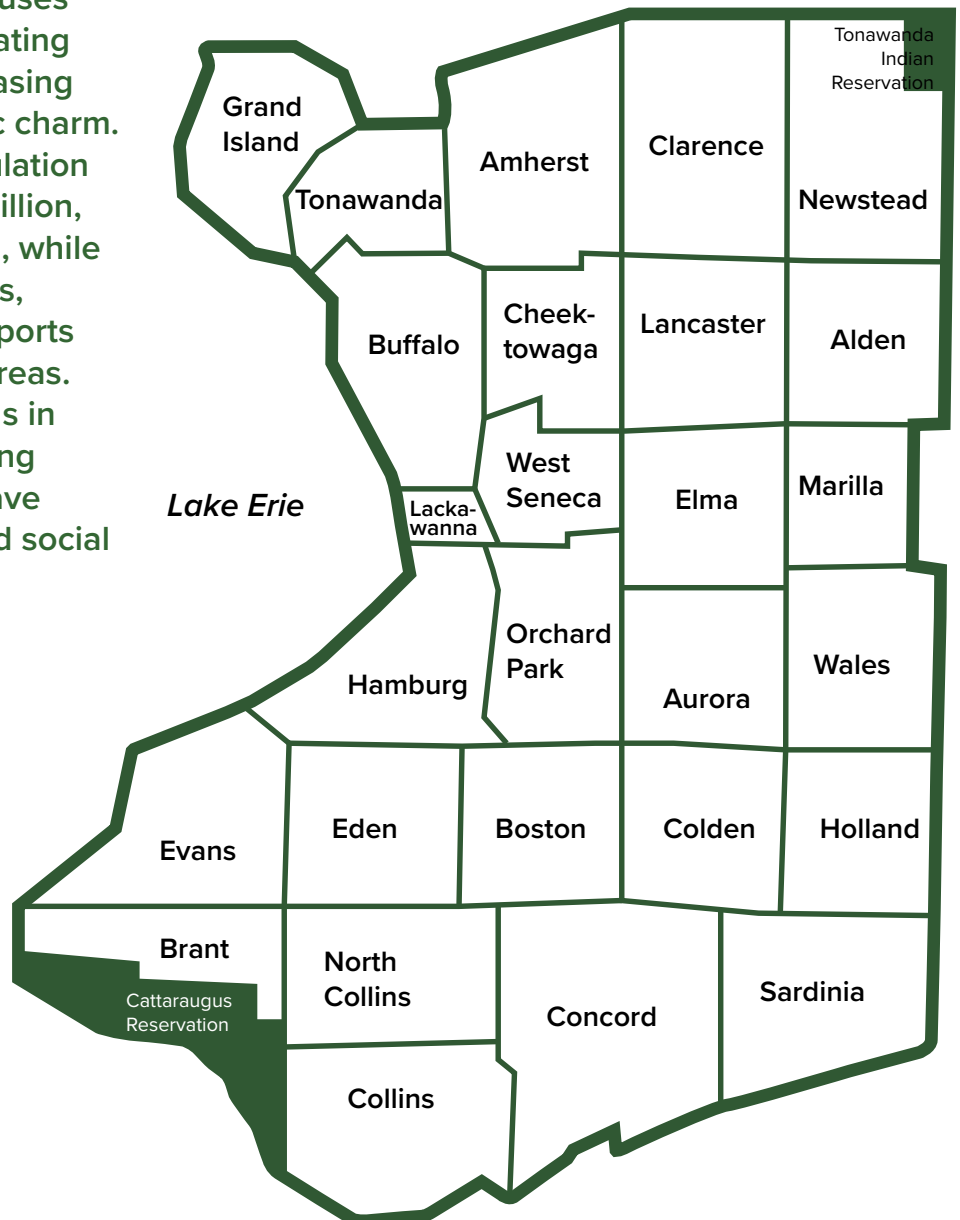 uses
ating
asing
c charm.
ulation
illion,
, while
s,
ports
reas.
s in
ng
ave
d social
Tonawanda
Indian
Reservation
Grand
Island
Tonawanda
Amherst
Clarence
Newstead
Buffalo
Cheek-
towaga
Lancaster
Alden
Lake Erie
Lacka-
wanna
West
Seneca
Elma
Marilla
Hamburg
Orchard
Park
Aurora
Wales
Evans
Eden
Boston
Colden
Holland
Brant
Cattaraugus
Reservation
North
Collins
Concord
Sardinia
Collins